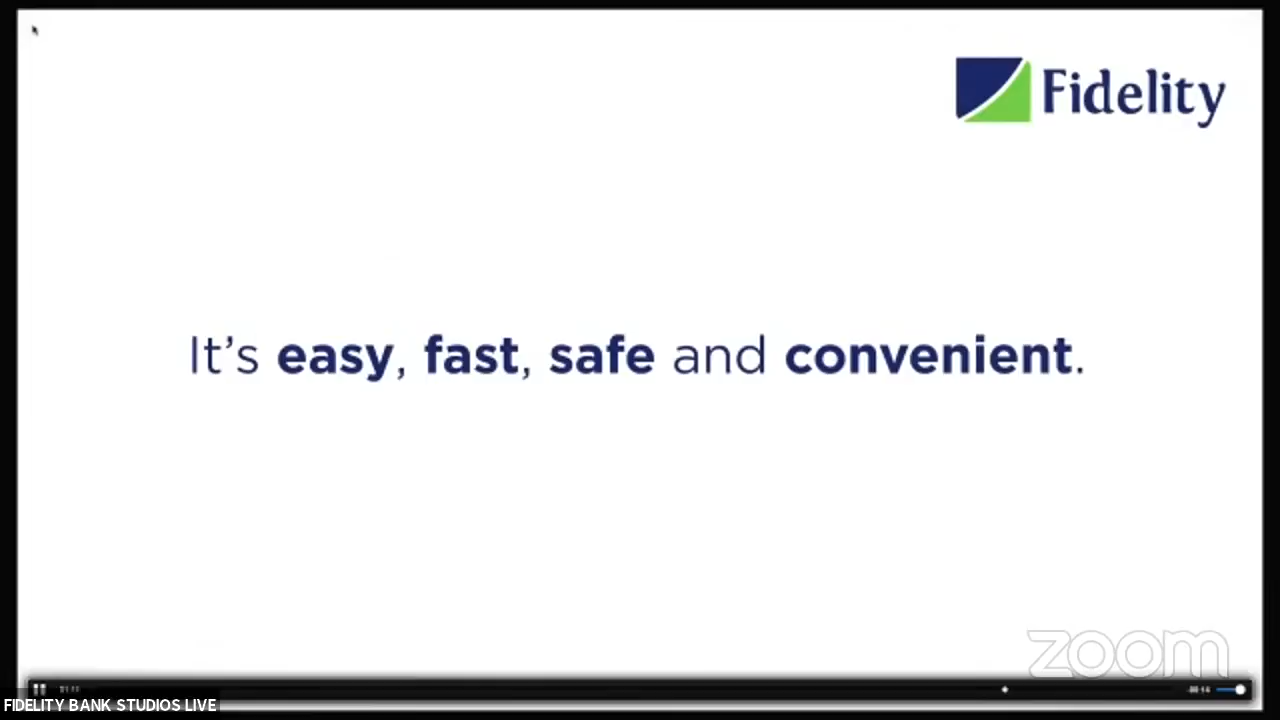 Fidelity
It's easy, fast, safe and convenient.
zoom
FIDELITY BANK STUDIOS LIVE